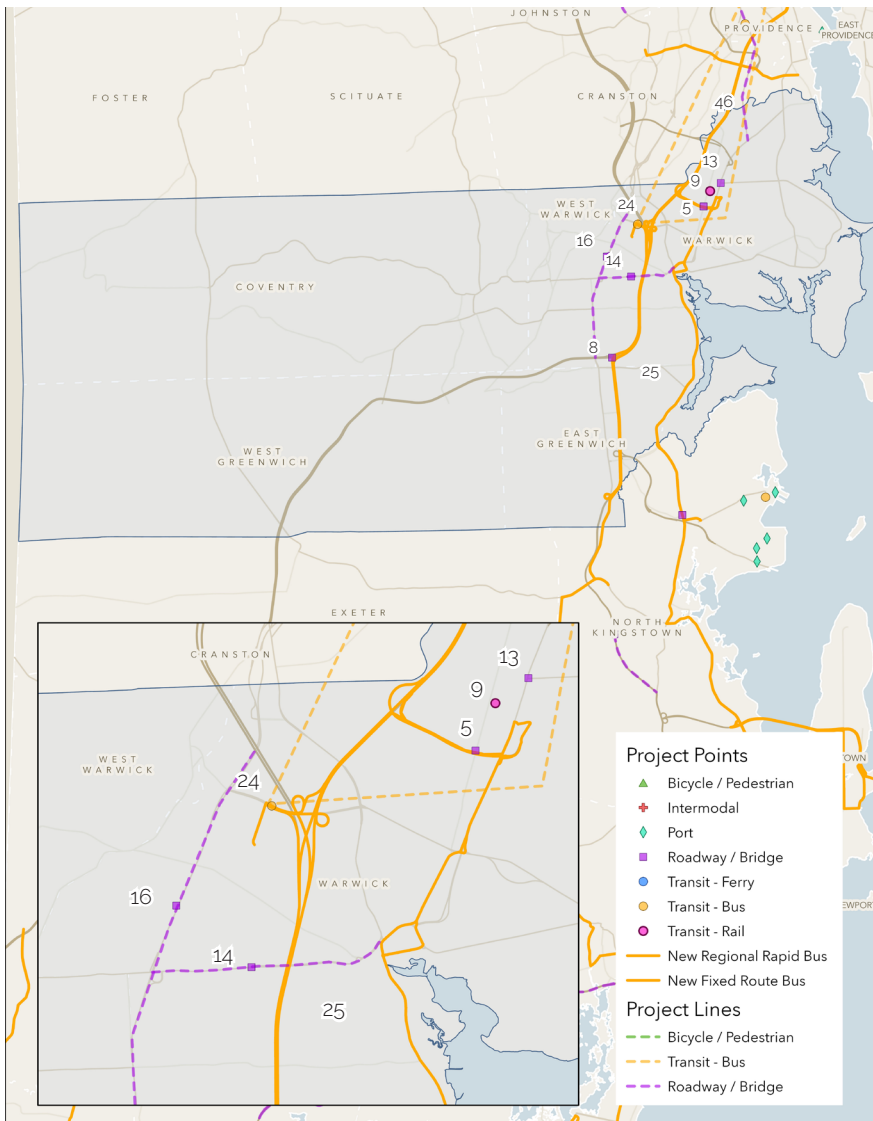 JOHNSTON
PROVIDENCE
EAST
PROVIDENCE
FOSTER
SCITUATE
CRANSTON
46
13
9
5
WEST
WARWICK
24
16
14
WARWICK
COVENTRY
8
25
EAST
GREENWICH
WEST
GREENWICH
EXETER
NORTH
KINGSTOWN
CRANSTON
13
9
5
WEST
WARWICK
24
WARWICK
16
14
25
Project Points
Bicycle / Pedestrian
Intermodal
Port
Roadway / Bridge
Transit - Ferry
Transit - Bus
Transit - Rail
New Regional Rapid Bus
New Fixed Route Bus
Project Lines
Bicycle / Pedestrian
Transit - Bus
Roadway / Bridge